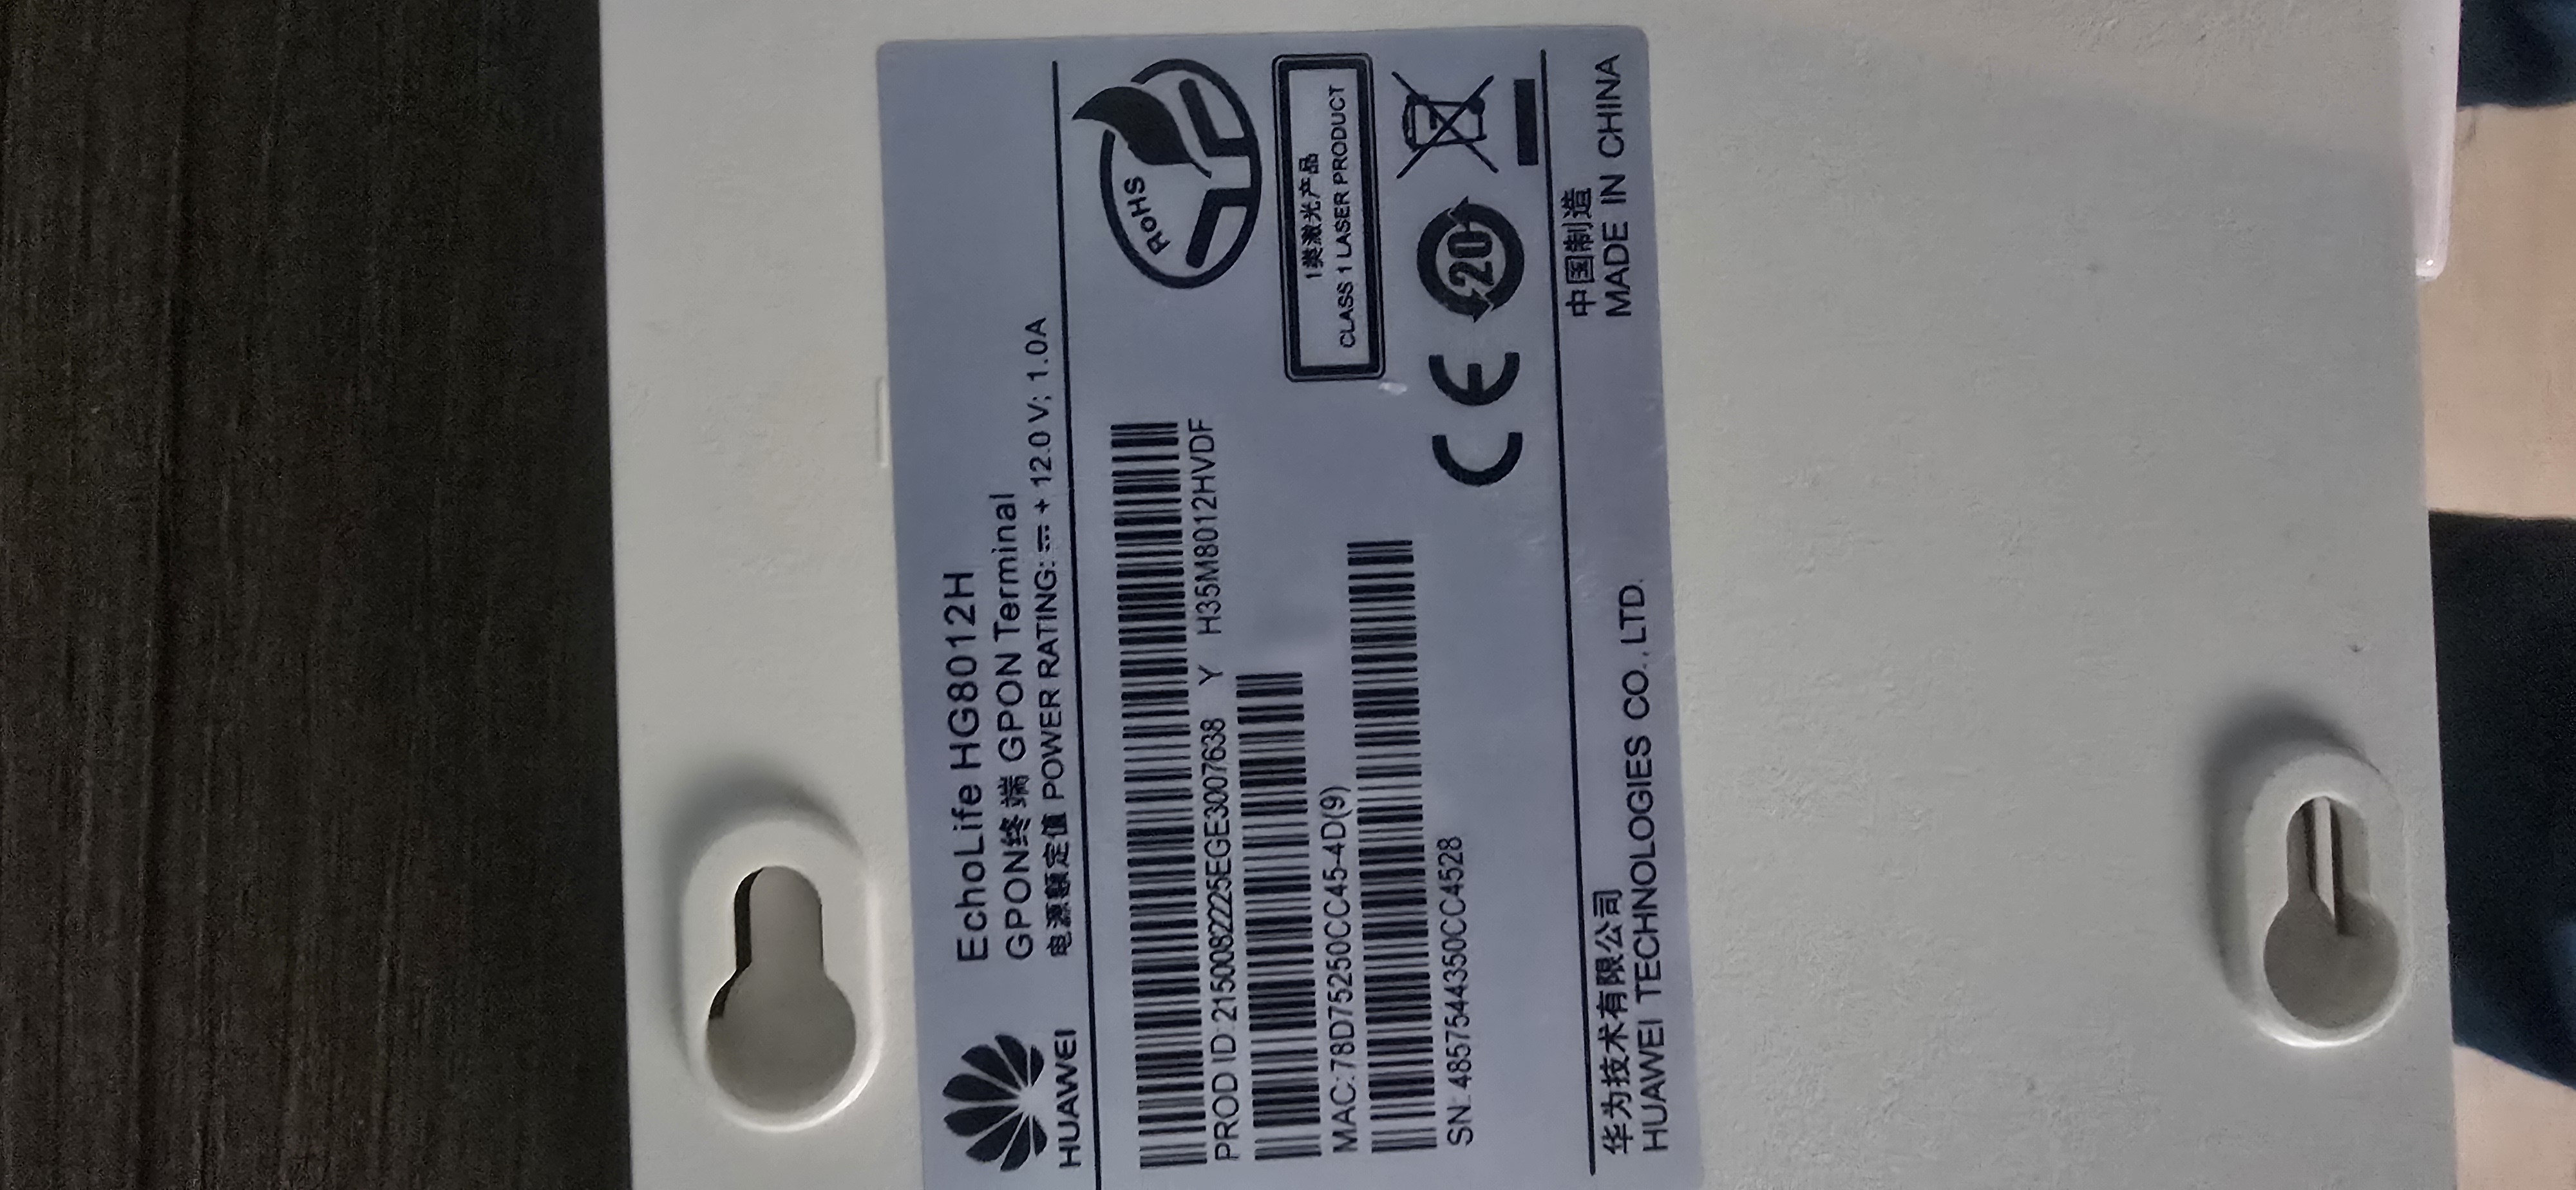 HUAWEI
EchoLife HG8012H
GPON终端 GPON Terminal
电源额定值 POWER RATING: ⎓ + 12.0 V; 1.0A
PROD ID:2150082225EGE3007638 Y H35M8012HVDF
MAC:78D75250CC45-4D(9)
SN: 4857544350CC4528
RoHS
1类激光产品
CLASS 1 LASER PRODUCT
CE
20
华为技术有限公司
HUAWEI TECHNOLOGIES CO.,LTD.
中国制造
MADE IN CHINA